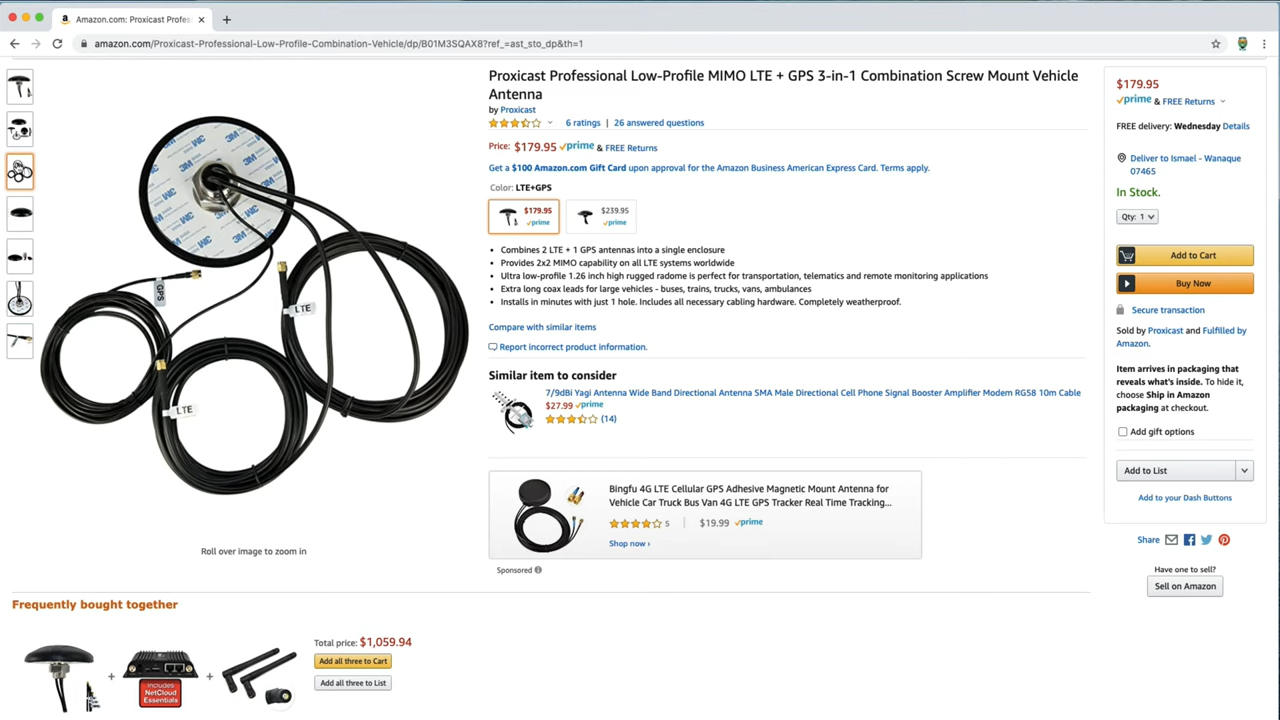 Amazon.com: Proxicast Profes
amazon.com/Proxicast-Professional-Low-Profile-Combination-Vehicle/dp/B01M3SQAX8?ref_=ast_sto_dp&th=1
3M
GPS
LTE
LTE
Roll over image to zoom in
Proxicast Professional Low-Profile MIMO LTE + GPS 3-in-1 Combination Screw Mount Vehicle
Antenna
by Proxicast
6 ratings | 26 answered questions
Price: $179.95 prime & FREE Returns
Get a $100 Amazon.com Gift Card upon approval for the Amazon Business American Express Card. Terms apply.
Color: LTE+GPS
$179.95
prime
$239.95
prime
• Combines 2 LTE + 1 GPS antennas into a single enclosure
• Provides 2x2 MIMO capability on all LTE systems worldwide
• Ultra low-profile 1.26 inch high rugged radome is perfect for transportation, telematics and remote monitoring applications
• Extra long coax leads for large vehicles - buses, trains, trucks, vans, ambulances
• Installs in minutes with just 1 hole. Includes all necessary cabling hardware. Completely weatherproof.
Compare with similar items
Report incorrect product information.
Similar item to consider
7/9dBi Yagi Antenna Wide Band Directional Antenna SMA Male Directional Cell Phone Signal Booster Amplifier Modem RG58 10m Cable
$27.99 prime
(14)
Bingfu 4G LTE Cellular GPS Adhesive Magnetic Mount Antenna for
Vehicle Car Truck Bus Van 4G LTE GPS Tracker Real Time Tracking...
5 | $19.99 prime
Shop now ›
Sponsored
$179.95
prime & FREE Returns
FREE delivery: Wednesday Details
Deliver to Ismael - Wanaque
07465
In Stock.
Qty: 1
Add to Cart
Buy Now
Secure transaction
Sold by Proxicast and Fulfilled by
Amazon.
Item arrives in packaging that
reveals what's inside. To hide it,
choose Ship in Amazon
packaging at checkout.
Add gift options
Add to List
Add to your Dash Buttons
Share
Have one to sell?
Sell on Amazon
Frequently bought together
Includes
NetCloud
Essentials
Total price: $1,059.94
Add all three to Cart
Add all three to List